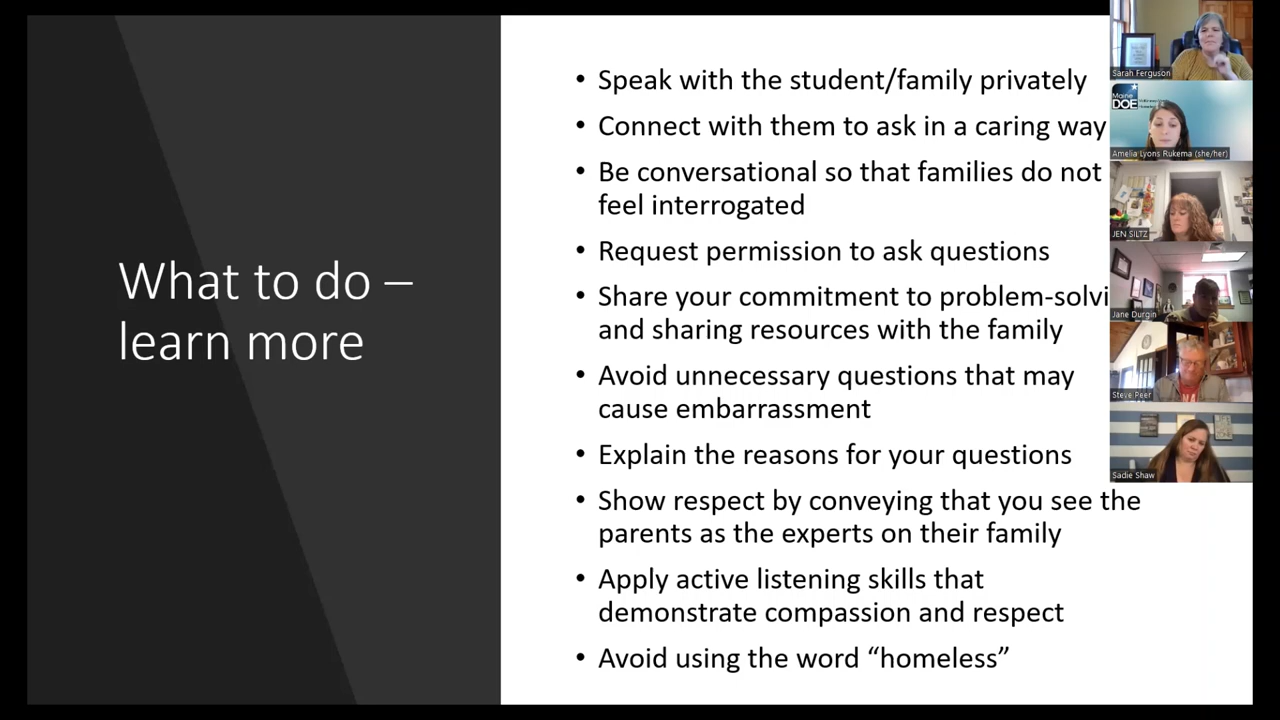 What to do –
learn more
• Speak with the student/family privately
• Connect with them to ask in a caring way
• Be conversational so that families do not
feel interrogated
• Request permission to ask questions
• Share your commitment to problem-solvi
and sharing resources with the family
• Avoid unnecessary questions that may
cause embarrassment
• Explain the reasons for your questions
• Show respect by conveying that you see the
parents as the experts on their family
• Apply active listening skills that
demonstrate compassion and respect
• Avoid using the word “homeless”
Sarah Ferguson
Maine
DOE
Amelia Lyons Rukema (she/her)
JEN SILTZ
Jane Durgin
Steve Peer
Sadie Shaw